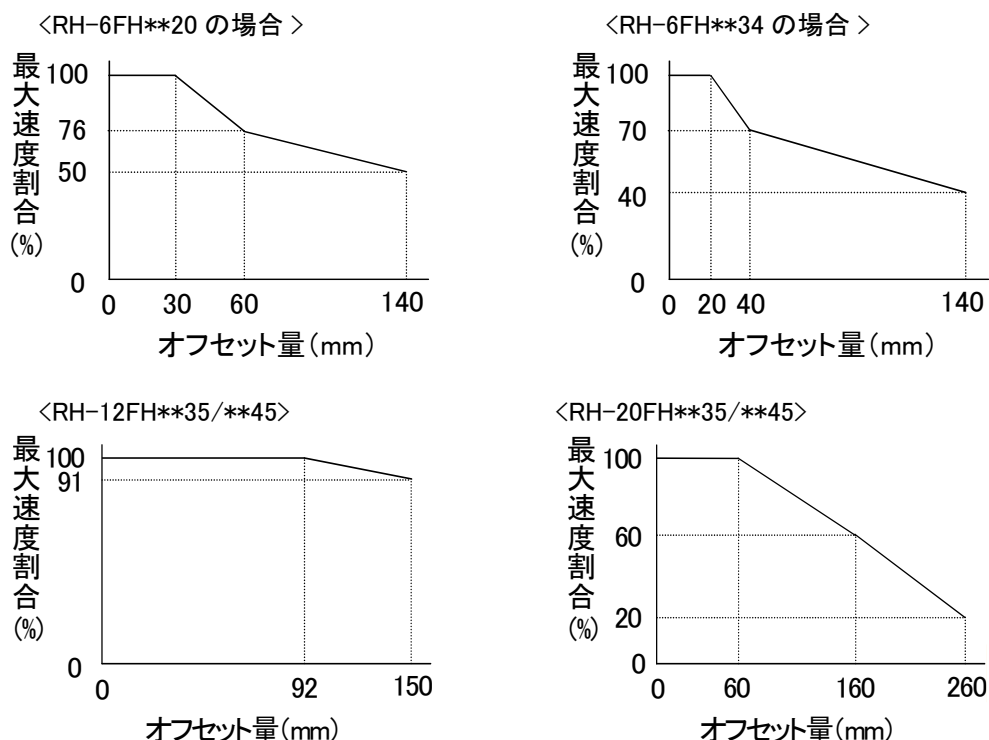 <RH-6FH**20 の場合 >
最大速度割合(%)
100
76
50
0
0 30 60 140
オフセット量(mm)
<RH-6FH**34 の場合 >
最大速度割合(%)
100
70
40
0
0 20 40 140
オフセット量(mm)
<RH-12FH**35/**45>
最大速度割合(%)
100
91
0
0 92 150
オフセット量(mm)
<RH-20FH**35/**45>
最大速度割合(%)
100
60
20
0
0 60 160 260
オフセット量(mm)